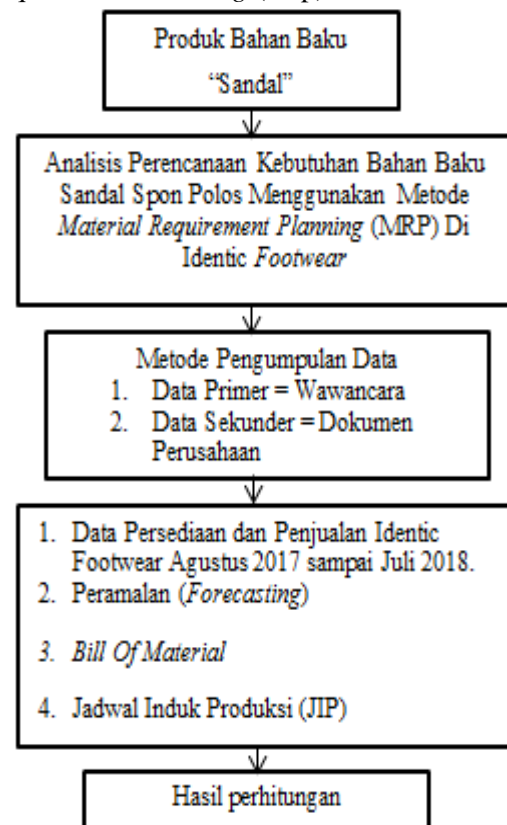 Produk Bahan Baku
“Sandal”
Analisis Perencanaan Kebutuhan Bahan Baku
Sandal Spon Polos Menggunakan Metode
Material Requirement Planning (MRP) Di
Identic Footwear
Metode Pengumpulan Data
1. Data Primer = Wawancara
2. Data Sekunder = Dokumen
Perusahaan
1. Data Persediaan dan Penjualan Identic
Footwear Agustus 2017 sampai Juli 2018.
2. Peramalan (Forecasting)
3. Bill Of Material
4. Jadwal Induk Produksi (JIP)
Hasil perhitungan